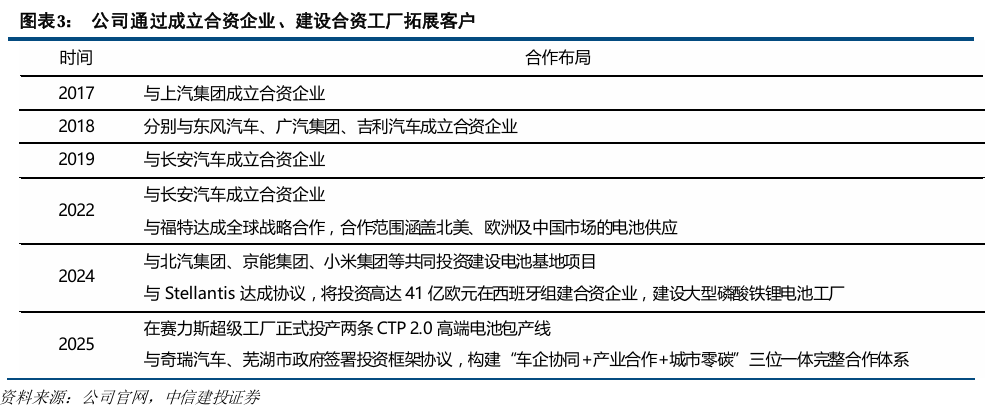 图表3： 公司通过成立合资企业、建设合资工厂拓展客户
时间 合作布局
2017 与上汽集团成立合资企业
2018 分别与东风汽车、广汽集团、吉利汽车成立合资企业
2019 与长安汽车成立合资企业
与长安汽车成立合资企业
2022
与福特达成全球战略合作，合作范围涵盖北美、欧洲及中国市场的电池供应
与北汽集团、京能集团、小米集团等共同投资建设电池基地项目
2024
与 Stellantis 达成协议，将投资高达 41 亿欧元在西班牙组建合资企业，建设大型磷酸铁锂电池工厂
在赛力斯超级工厂正式投产两条 CTP 2.0 高端电池包产线
2025
与奇瑞汽车、芜湖市政府签署投资框架协议，构建“车企协同+产业合作+城市零碳”三位一体完整合作体系
资料来源：公司官网，中信建投证券